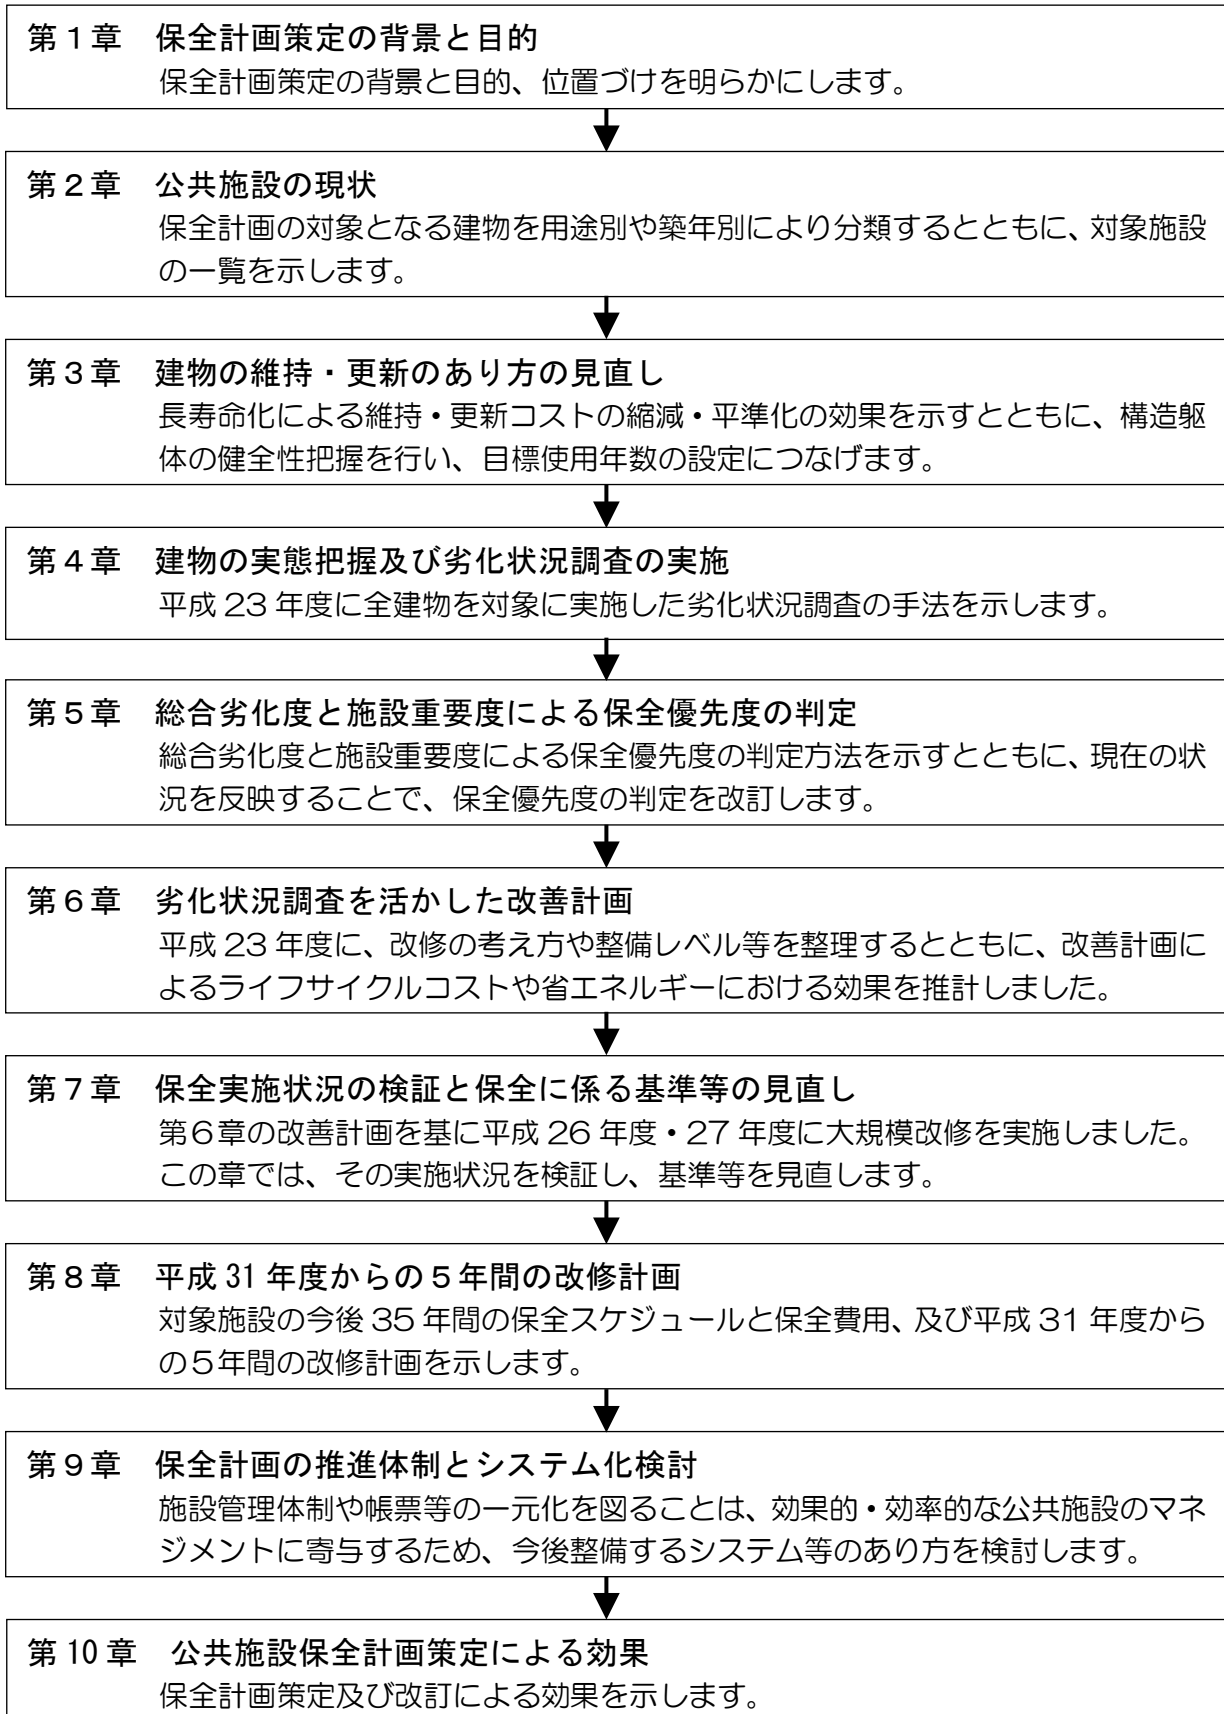 第１章　保全計画策定の背景と目的
保全計画策定の背景と目的、位置づけを明らかにします。
第２章　公共施設の現状
保全計画の対象となる建物を用途別や築年別により分類するとともに、対象施設
の一覧を示します。
第３章　建物の維持・更新のあり方の見直し
長寿命化による維持・更新コストの縮減・平準化の効果を示すとともに、構造躯
体の健全性把握を行い、目標使用年数の設定につなげます。
第４章　建物の実態把握及び劣化状況調査の実施
平成 23 年度に全建物を対象に実施した劣化状況調査の手法を示します。
第５章　総合劣化度と施設重要度による保全優先度の判定
総合劣化度と施設重要度による保全優先度の判定方法を示すとともに、現在の状
況を反映することで、保全優先度の判定を改訂します。
第６章　劣化状況調査を活かした改善計画
平成 23 年度に、改修の考え方や整備レベル等を整理するとともに、改善計画に
よるライフサイクルコストや省エネルギーにおける効果を推計しました。
第７章　保全実施状況の検証と保全に係る基準等の見直し
第６章の改善計画を基に平成 26 年度・27 年度に大規模改修を実施しました。
この章では、その実施状況を検証し、基準等を見直します。
第８章　平成 31 年度からの５年間の改修計画
対象施設の今後 35 年間の保全スケジュールと保全費用、及び平成 31 年度から
の５年間の改修計画を示します。
第９章　保全計画の推進体制とシステム化検討
施設管理体制や帳票等の一元化を図ることは、効果的・効率的な公共施設のマネ
ジメントに寄与するため、今後整備するシステム等のあり方を検討します。
第 10 章　公共施設保全計画策定による効果
保全計画策定及び改訂による効果を示します。